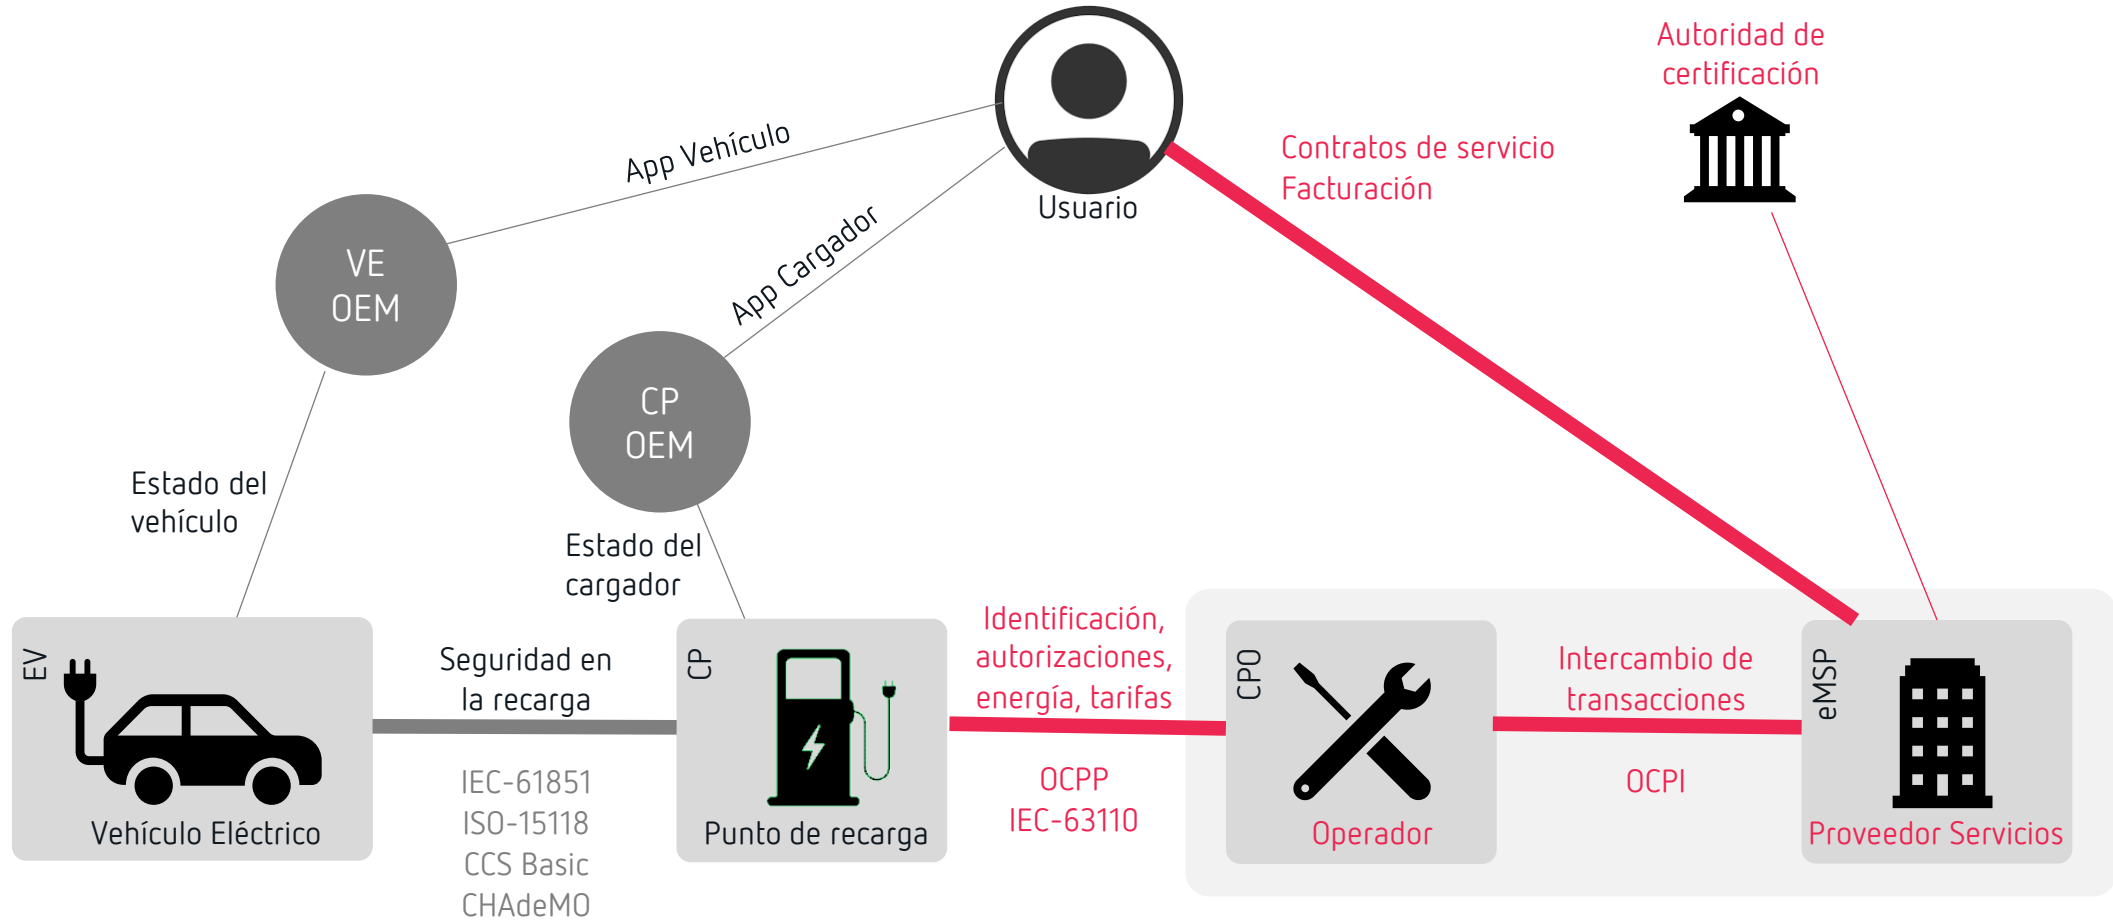 Autoridad de
certificación
App Vehículo
Contratos de servicio
Facturación
Usuario
App Cargador
VE
OEM
CP
OEM
Estado del
vehículo
Estado del
cargador
EV
Vehículo Eléctrico
Seguridad en
la recarga
IEC-61851
ISO-15118
CCS Basic
CHAdeMO
CP
Punto de recarga
Identificación,
autorizaciones,
energía, tarifas
OCPP
IEC-63110
CPO
Operador
Intercambio de
transacciones
OCPI
eMSP
Proveedor Servicios